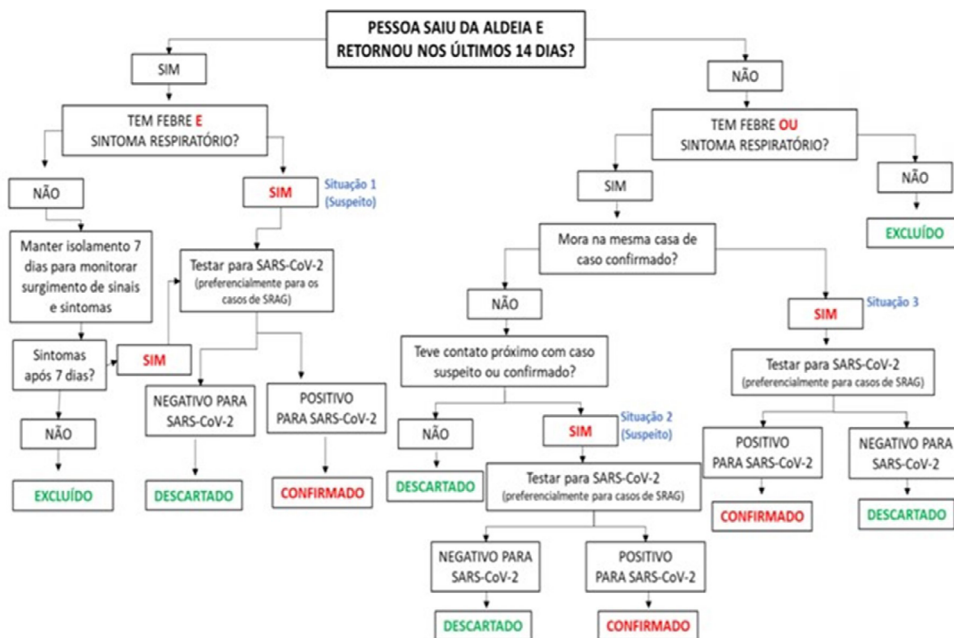 PESSOA SAIU DA ALDEIA E
RETORNOU NOS ÚLTIMOS 14 DIAS?
SIM
TEM FEBRE E
SINTOMA RESPIRATÓRIO?
NÃO
SIM
Situação 1
(Suspeito)
Manter isolamento 7
dias para monitorar
surgimento de sinais
e sintomas
Testar para SARS-CoV-2
(preferencialmente para os
casos de SRAG)
Sintomas
após 7 dias?
SIM
NÃO
EXCLUÍDO
NEGATIVO PARA
SARS-CoV-2
DESCARTADO
POSITIVO
PARA SARS-CoV-2
CONFIRMADO
NÃO
TEM FEBRE OU
SINTOMA RESPIRATÓRIO?
SIM
NÃO
EXCLUÍDO
Mora na mesma casa de
caso confirmado?
NÃO
SIM
Situação 3
Teve contato próximo com caso
suspeito ou confirmado?
NÃO
DESCARTADO
SIM
Situação 2
(Suspeito)
Testar para SARS-CoV-2
(preferencialmente para casos de SRAG)
NEGATIVO PARA
SARS-CoV-2
DESCARTADO
POSITIVO
PARA SARS-CoV-2
CONFIRMADO
Testar para SARS-CoV-2
(preferencialmente para casos de SRAG)
POSITIVO
PARA SARS-CoV-2
CONFIRMADO
NEGATIVO PARA
SARS-CoV-2
DESCARTADO